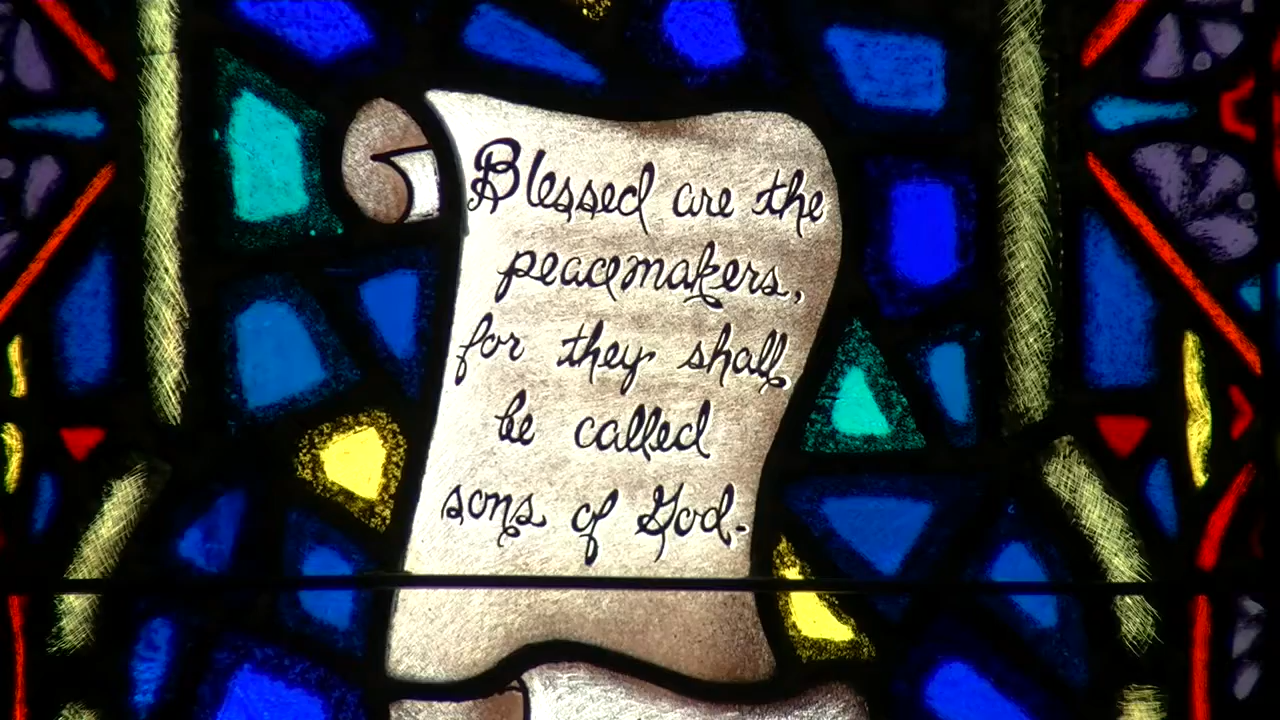 Blessed are the
peacemakers,
for they shall
be called
sons of God-